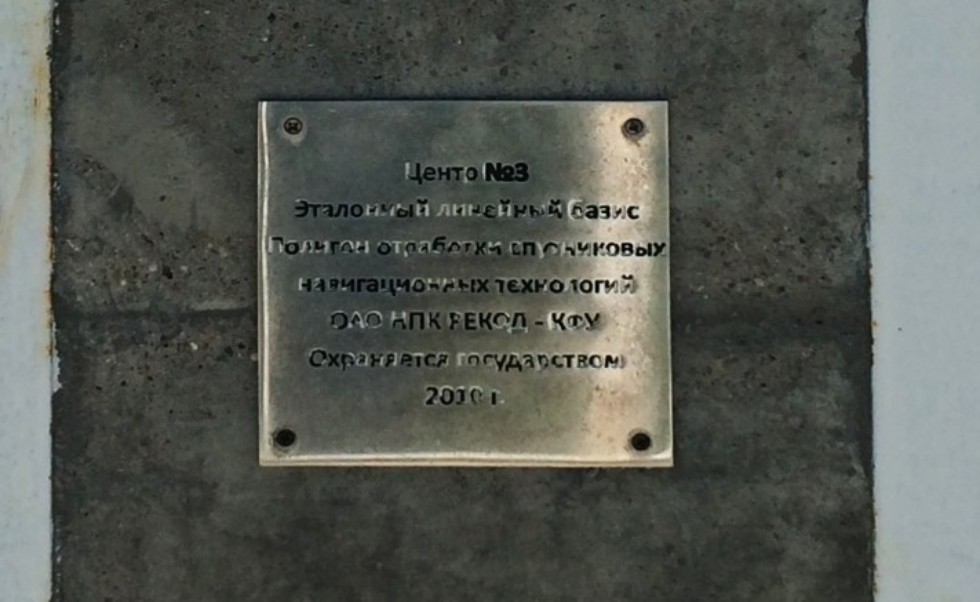 Центр №3
Эталонный линейный базис
Полигон отработки спутниковых
навигационных технологий
ОАО НПК РЕКОД - КФУ
Охраняется государством
2010 г.